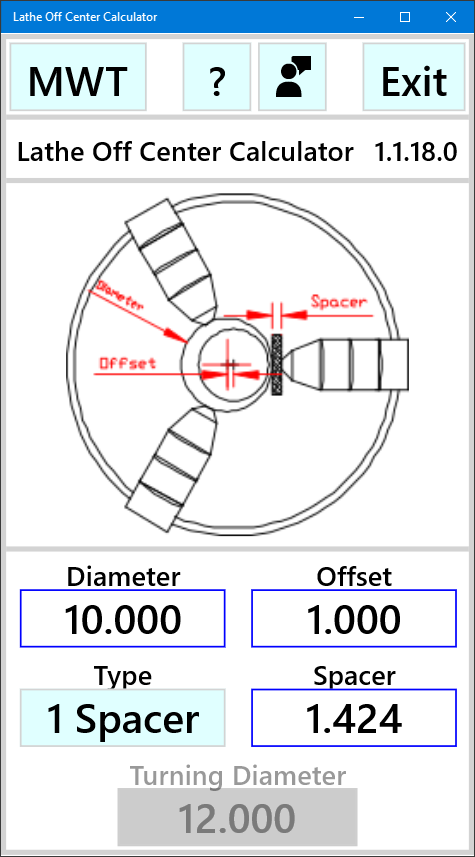 Lathe Off Center Calculator
MWT ? Exit
Lathe Off Center Calculator 1.1.18.0
Diameter
Spacer
Offset
Diameter Offset
10.000 1.000
Type Spacer
1 Spacer 1.424
Turning Diameter
12.000